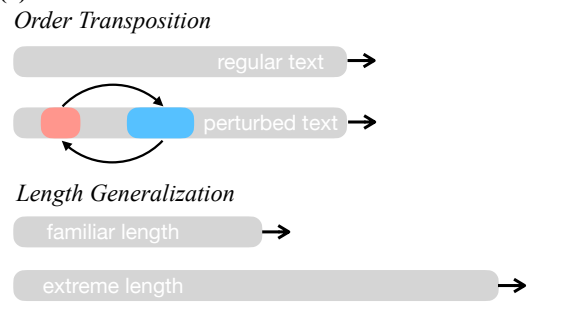 Order Transposition
regular text
perturbed text
Length Generalization
familiar length
extreme length